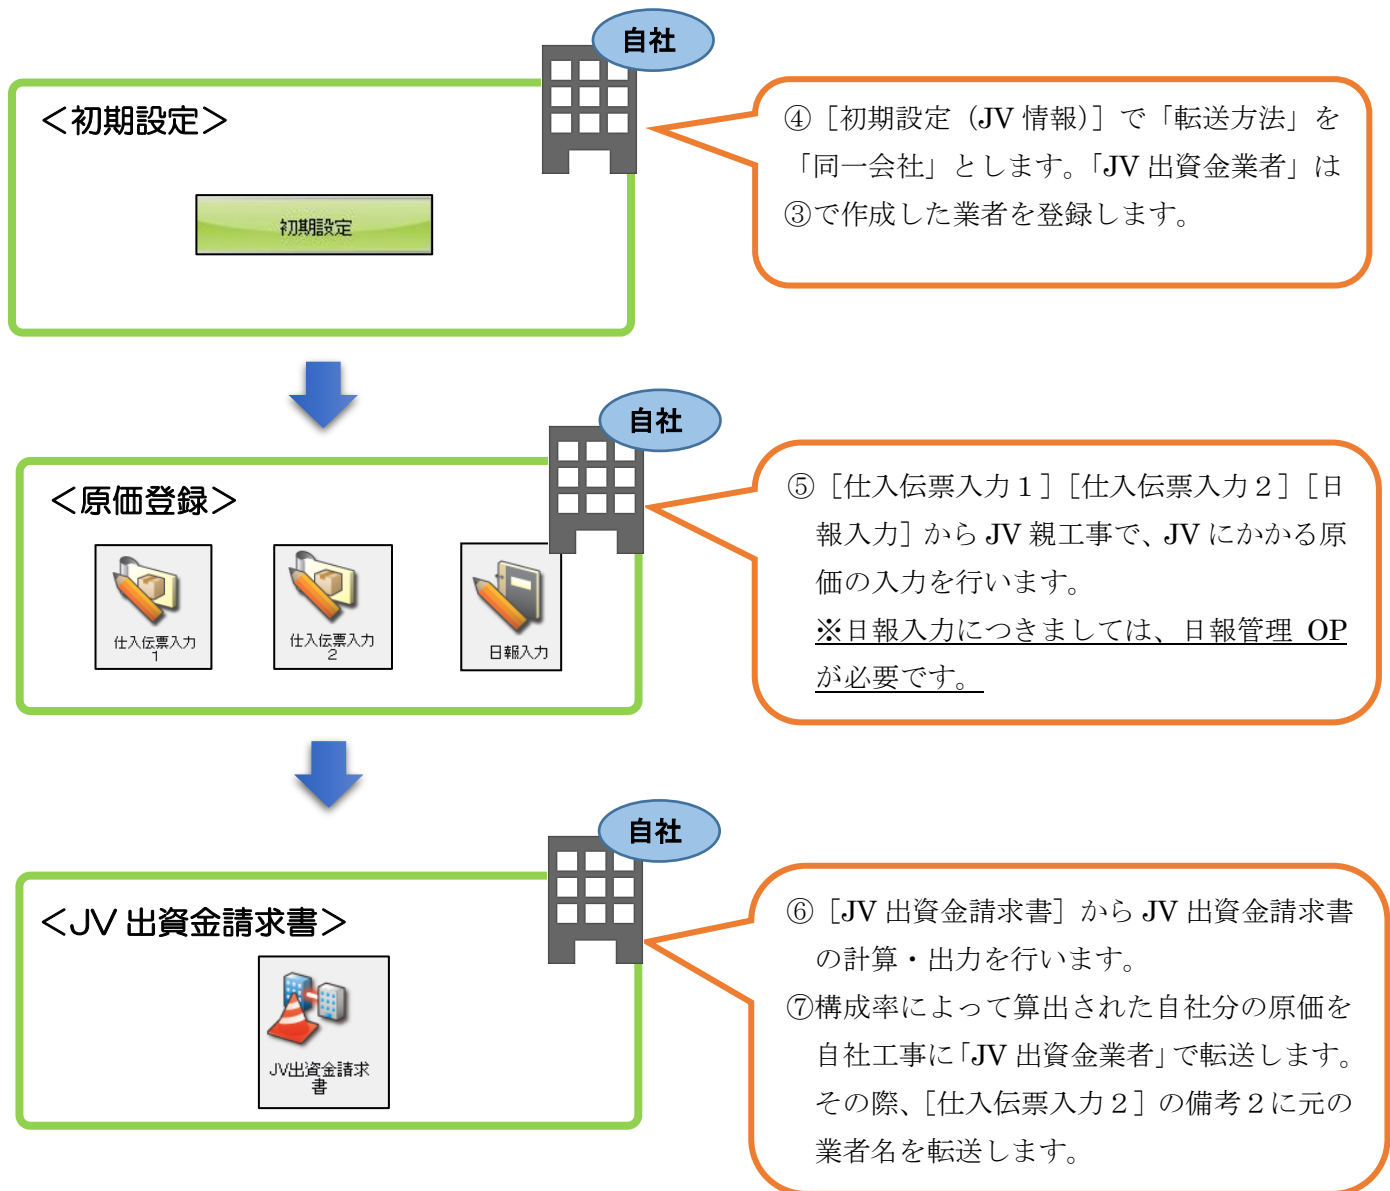 自社
＜初期設定＞
初期設定
④［初期設定（JV 情報）］で「転送方法」を
「同一会社」とします。「JV 出資金業者」は
③で作成した業者を登録します。
自社
＜原価登録＞
仕入伝票入力
1
仕入伝票入力
2
日報入力
⑤［仕入伝票入力１］［仕入伝票入力２］［日
報入力］から JV 親工事で、JV にかかる原
価の入力を行います。
※日報入力につきましては、日報管理 OP
が必要です。
自社
＜JV 出資金請求書＞
JV出資金請求
書
⑥［JV 出資金請求書］から JV 出資金請求書
の計算・出力を行います。
⑦構成率によって算出された自社分の原価を
自社工事に「JV 出資金業者」で転送します。
その際、［仕入伝票入力２］の備考２に元の
業者名を転送します。